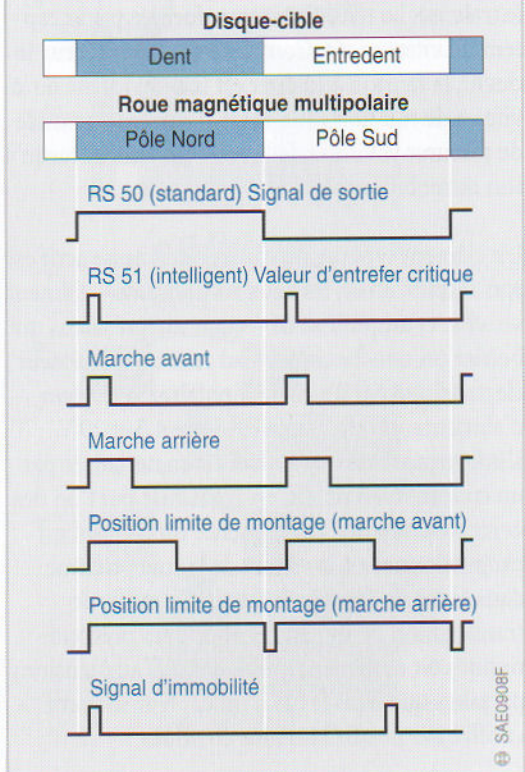 Disque-cible
Dent Entredent
Roue magnétique multipolaire
Pôle Nord Pôle Sud
RS 50 (standard) Signal de sortie
RS 51 (intelligent) Valeur d'entrefer critique
Marche avant
Marche arrière
Position limite de montage (marche avant)
Position limite de montage (marche arrière)
Signal d'immobilité
SAE0908F